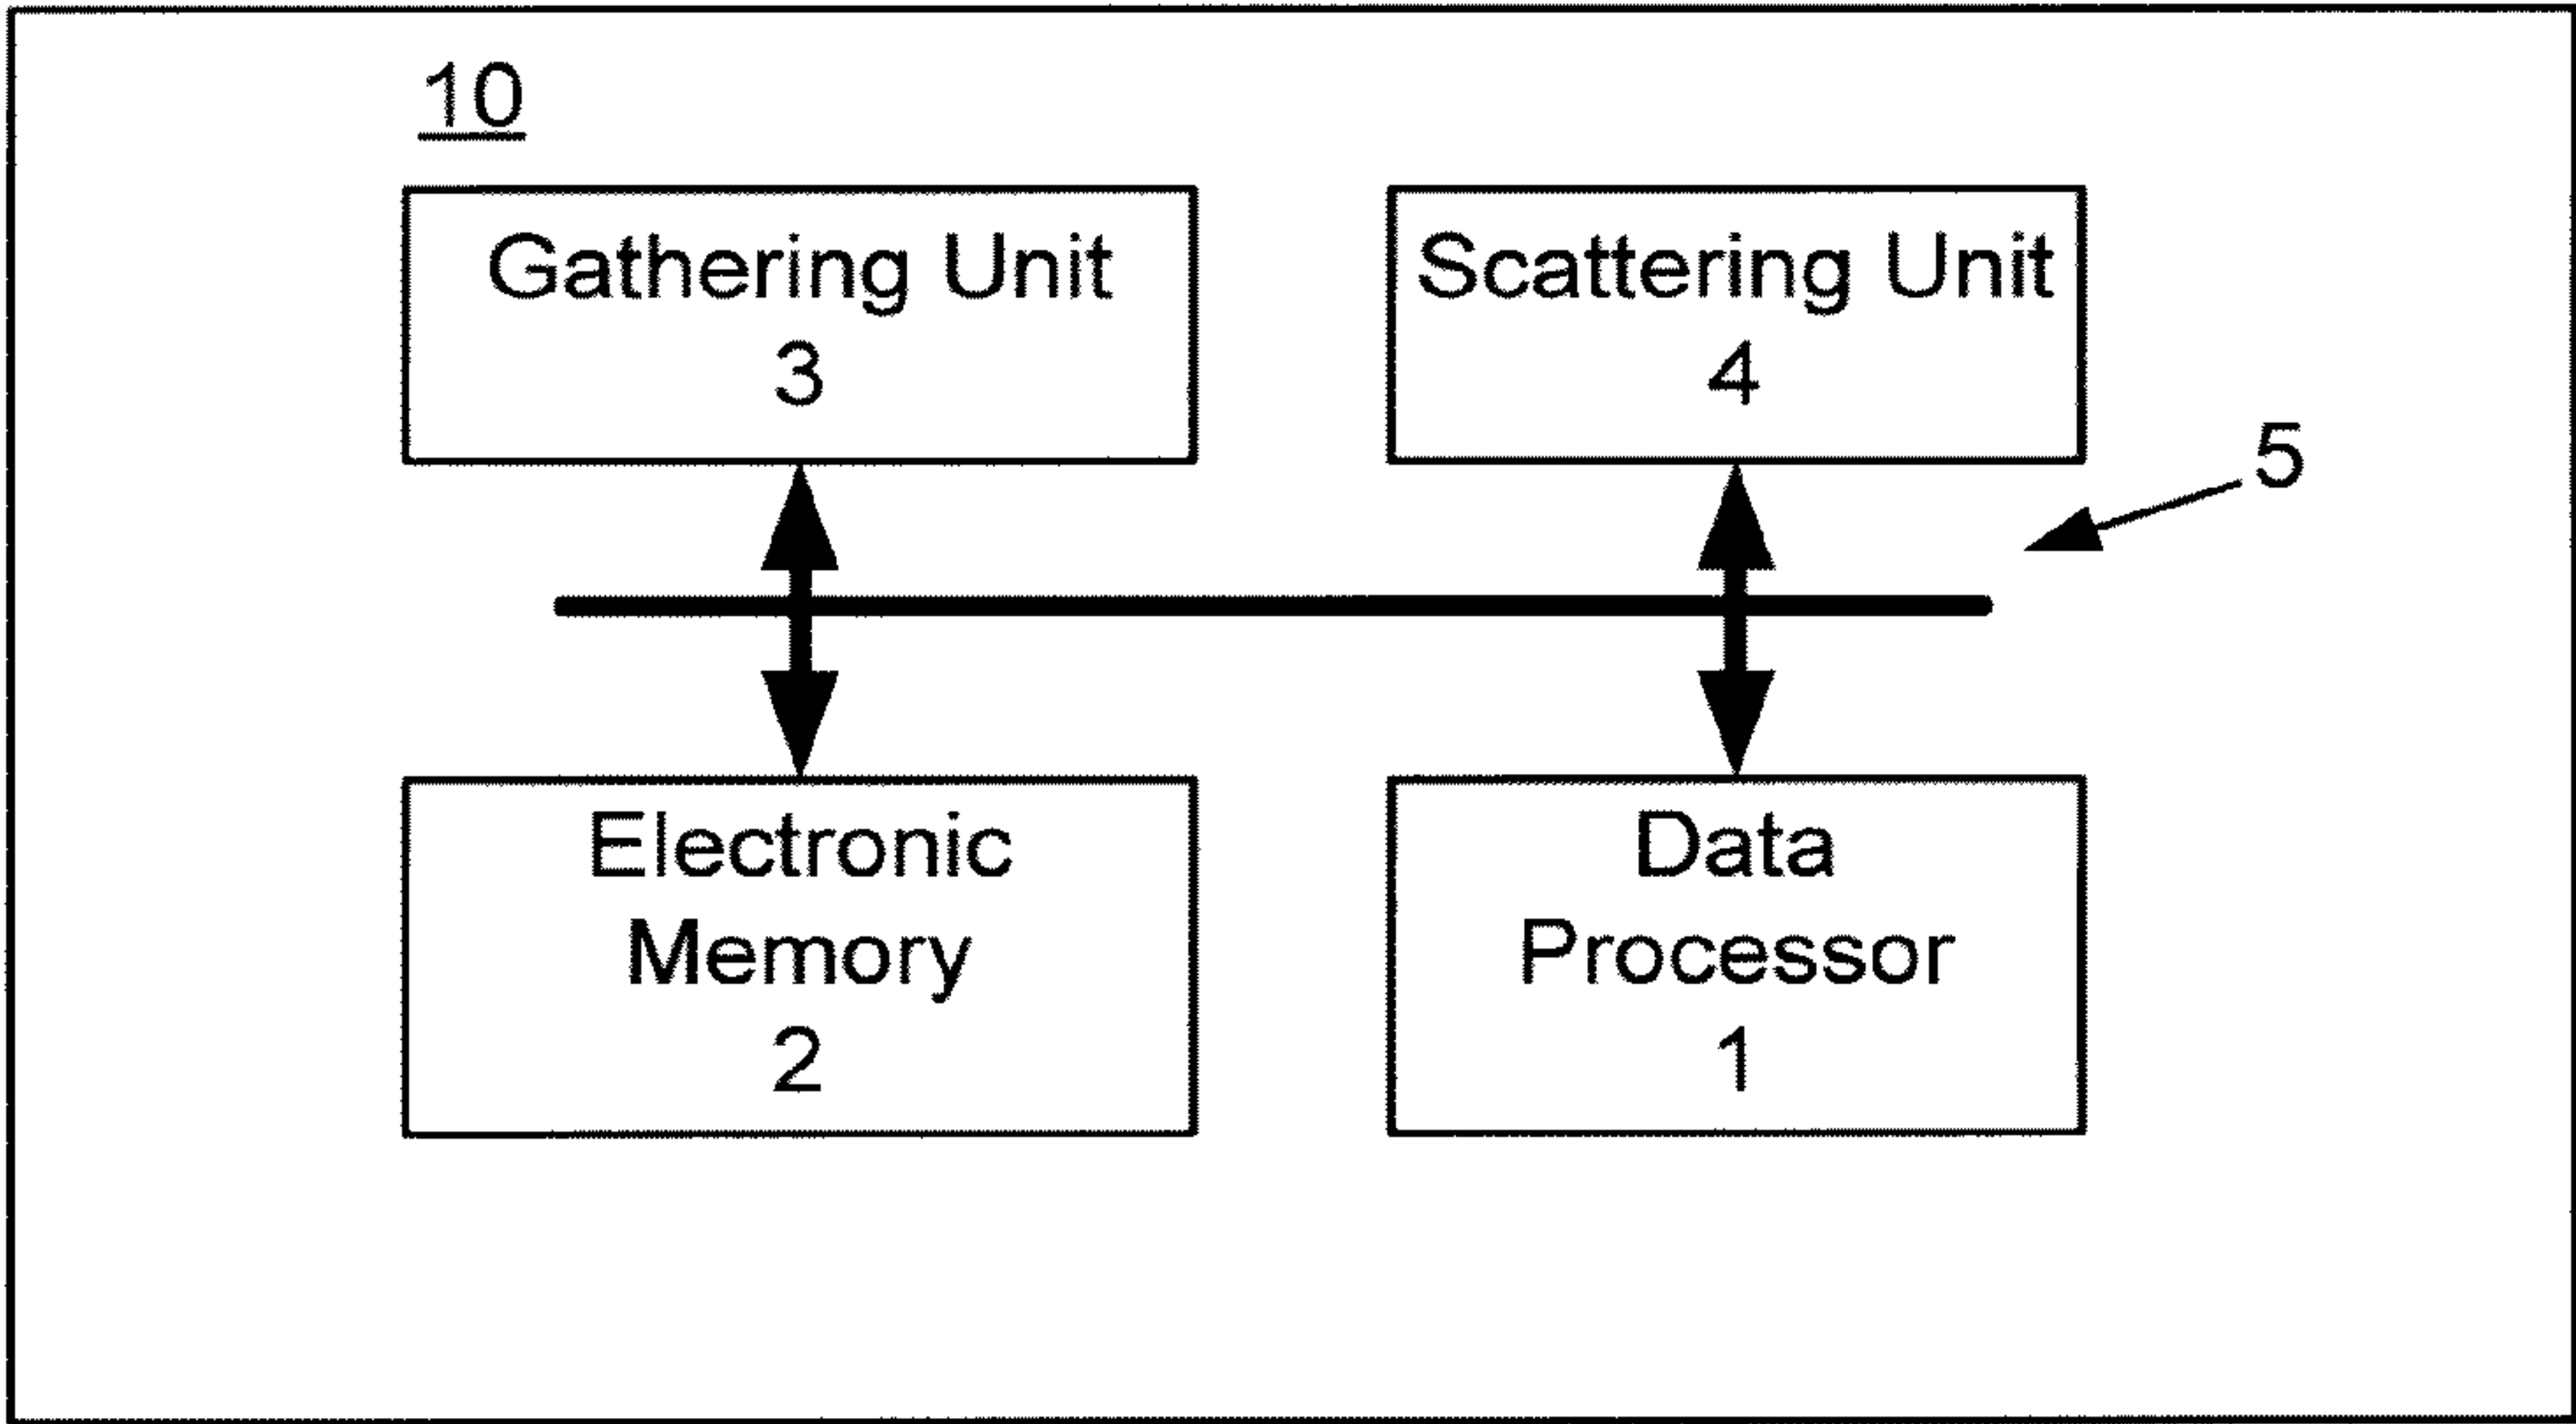 10
Gathering Unit
3
Scattering Unit
4
5
Electronic
Memory
2
Data
Processor
1